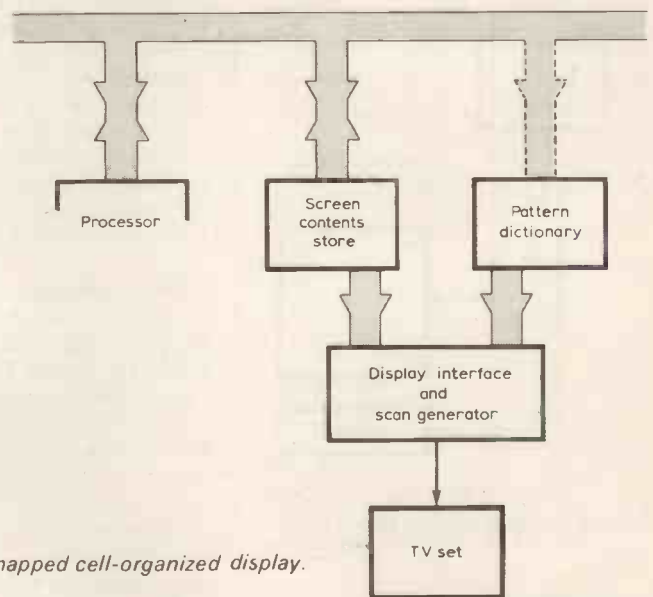 Processor
Screen
contents
store
Pattern
dictionary
Display interface
and
scan generator
TV set
napped cell-organized display.